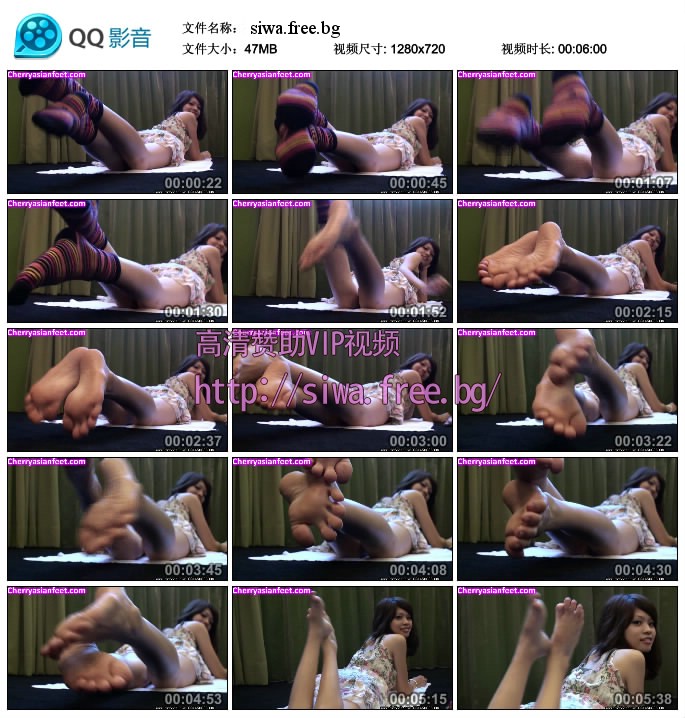 QQ影音
文件名称: siwa.free.bg
文件大小: 47MB 视频尺寸: 1280x720 视频时长: 00:06:00
Cherryasianfeet.com Cherryasianfeet.com Cherryasianfeet.com
00:00:22 00:00:45 00:01:07
Cherryasianfeet.com Cherryasianfeet.com Cherryasianfeet.com
00:01:30 00:01:52 00:02:15
Cherryasianfeet.com Cherryasianfeet.com
高清赞助VIP视频
http://siwa.free.bg/
00:02:37 00:03:00 00:03:22
Cherryasianfeet.com Cherryasianfeet.com Cherryasianfeet.com
00:03:45 00:04:08 00:04:30
Cherryasianfeet.com Cherryasianfeet.com Cherryasianfeet.com
00:04:53 00:05:15 00:05:38